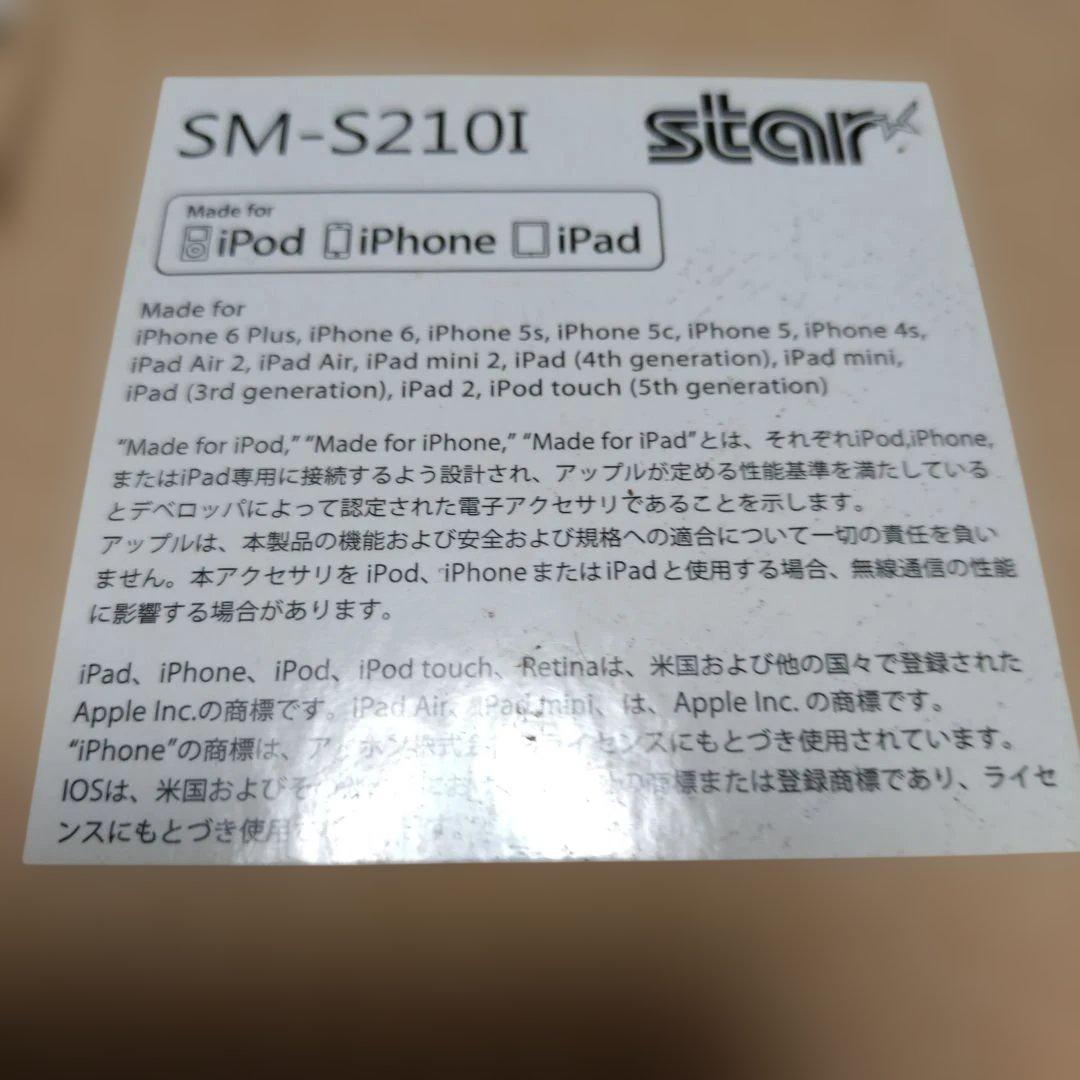 SM-S210I
star
Made for
iPod iPhone iPad
Made for
iPhone 6 Plus, iPhone 6, iPhone 5s, iPhone 5c, iPhone 5, iPhone 4s,
iPad Air 2, iPad Air, iPad mini 2, iPad (4th generation), iPad mini,
iPad (3rd generation), iPad 2, iPod touch (5th generation)
“Made for iPod,” “Made for iPhone,” “Made for iPad”とは、それぞれiPod,iPhone,
またはiPad専用に接続するよう設計され、アップルが定める性能基準を満たしている
とデベロッパによって認定された電子アクセサリであることを示します。
アップルは、本製品の機能および安全および規格への適合について一切の責任を負い
ません。本アクセサリを iPod、iPhoneまたはiPadと使用する場合、無線通信の性能
に影響する場合があります。
iPad、iPhone、iPod、iPod touch、Retinaは、米国および他の国々で登録された
Apple Inc.の商標です。iPad Air、iPad mini、は、Apple Inc. の商標です。
“iPhone”の商標は、株式会 ライセンスにもとづき使用されています。
IOSは、米国および 商標または登録商標であり、ライセ
ンスにもとづき使用